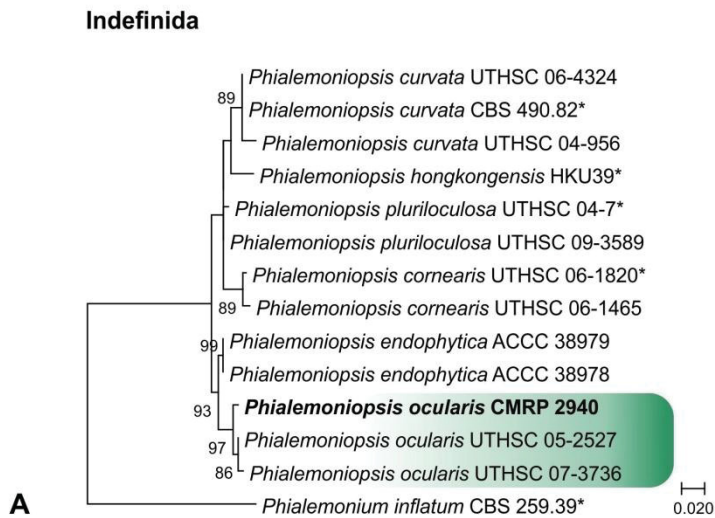 Indefinida
Phialemoniopsis curvata UTHSC 06-4324
89
Phialemoniopsis curvata CBS 490.82*
Phialemoniopsis curvata UTHSC 04-956
Phialemoniopsis hongkongensis HKU39*
Phialemoniopsis pluriloculosa UTHSC 04-7*
Phialemoniopsis pluriloculosa UTHSC 09-3589
Phialemoniopsis cornearis UTHSC 06-1820*
89
Phialemoniopsis cornearis UTHSC 06-1465
99
Phialemoniopsis endophytica ACCC 38979
Phialemoniopsis endophytica ACCC 38978
93
Phialemoniopsis ocularis CMRP 2940
97
Phialemoniopsis ocularis UTHSC 05-2527
86
Phialemoniopsis ocularis UTHSC 07-3736
A
Phialemonium inflatum CBS 259.39*
0.020